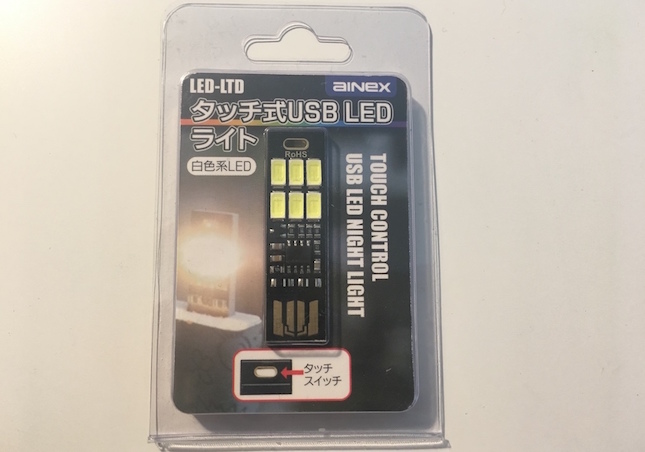 LED-LTD
ainex
タッチ式USB LED
ライト
白色系LED
RoHS
TOUCH CONTROL
USB LED NIGHT LIGHT
タッチ
スイッチ